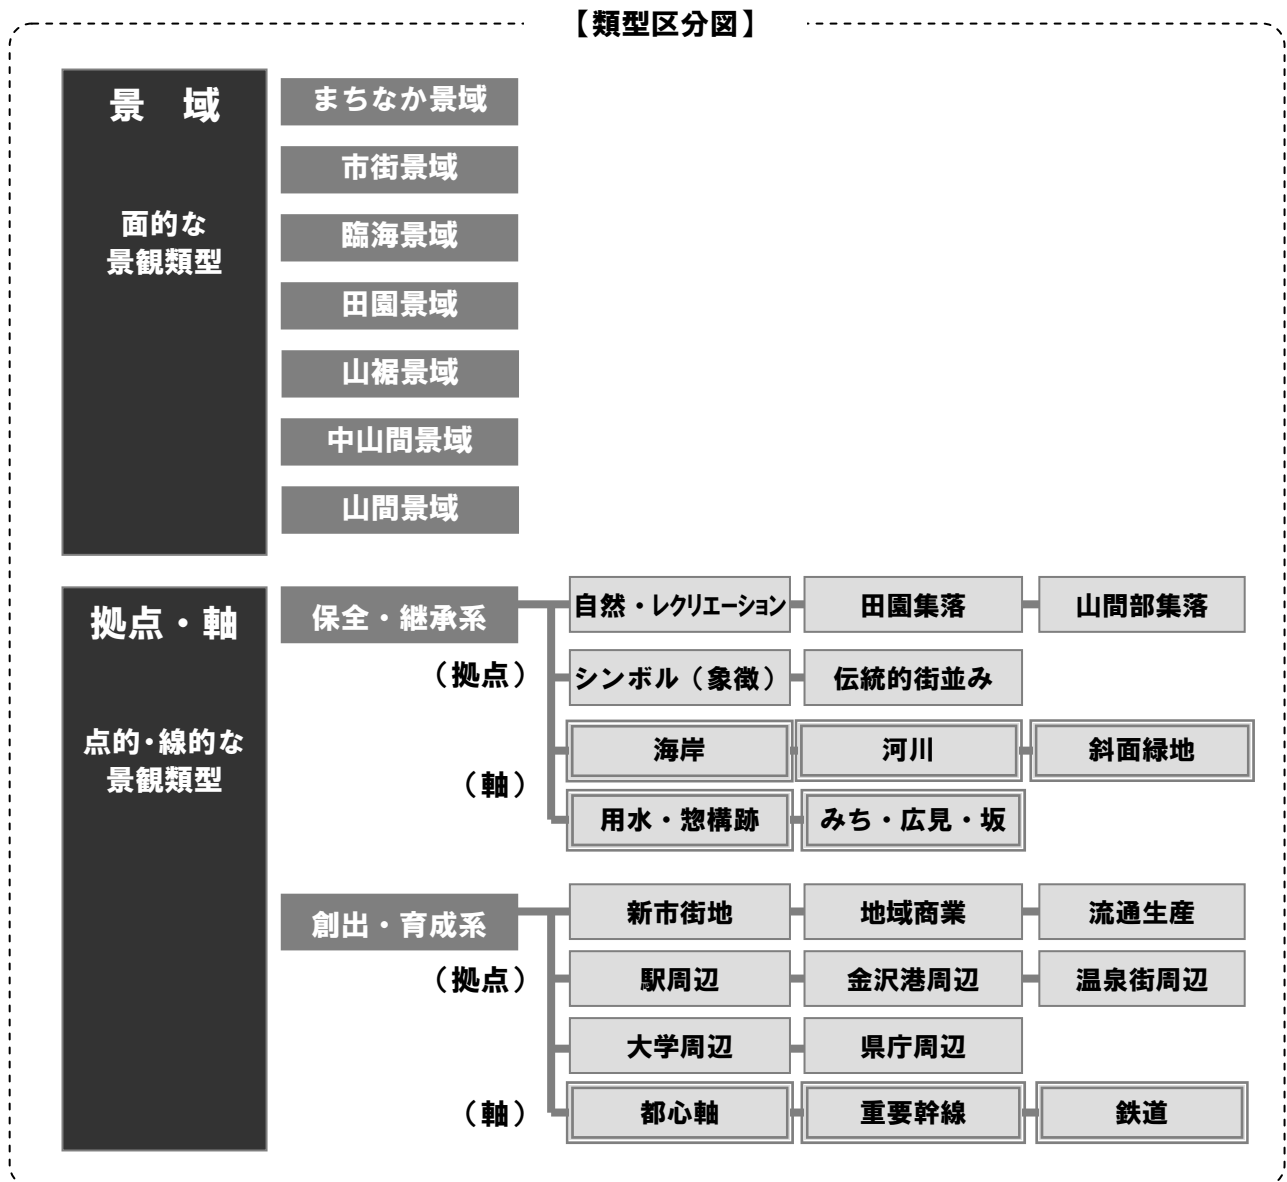 【類型区分図】
景　域
面的な
景観類型
まちなか景域
市街景域
臨海景域
田園景域
山裾景域
中山間景域
山間景域
拠点・軸
点的・線的な
景観類型
保全・継承系
（拠点）
自然・レクリエーション
田園集落
山間部集落
シンボル（象徴）
伝統的街並み
（軸）
海岸
河川
斜面緑地
用水・惣構跡
みち・広見・坂
創出・育成系
（拠点）
新市街地
地域商業
流通生産
駅周辺
金沢港周辺
温泉街周辺
大学周辺
県庁周辺
（軸）
都心軸
重要幹線
鉄道